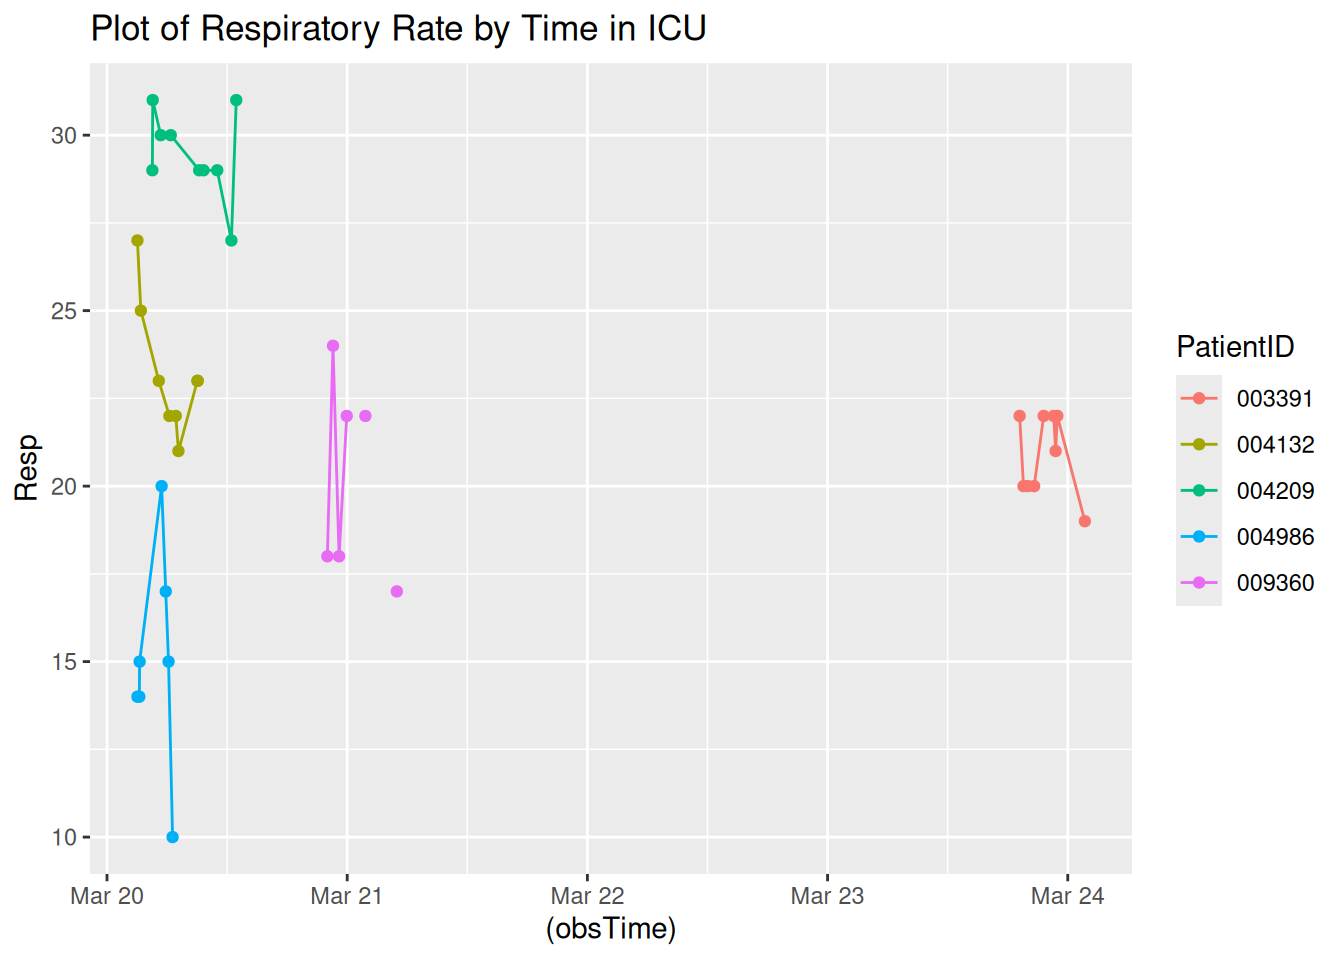 Plot of Respiratory Rate by Time in ICU
Resp
30
25
20
15
10
Mar 20 Mar 21 Mar 22 Mar 23 Mar 24
(obsTime)
PatientID
003391
004132
004209
004986
009360